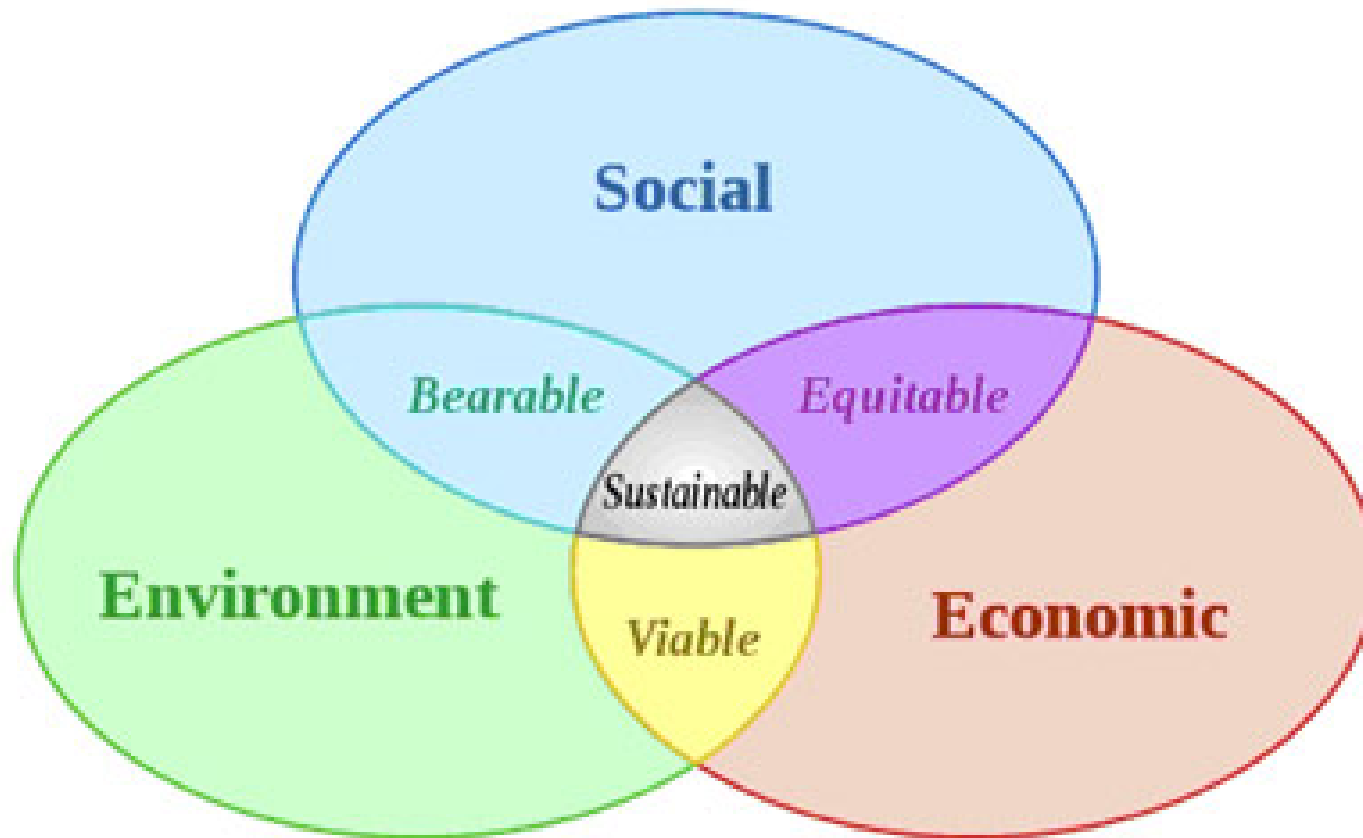 Social
Bearable
Equitable
Sustainable
Environment
Economic
Viable